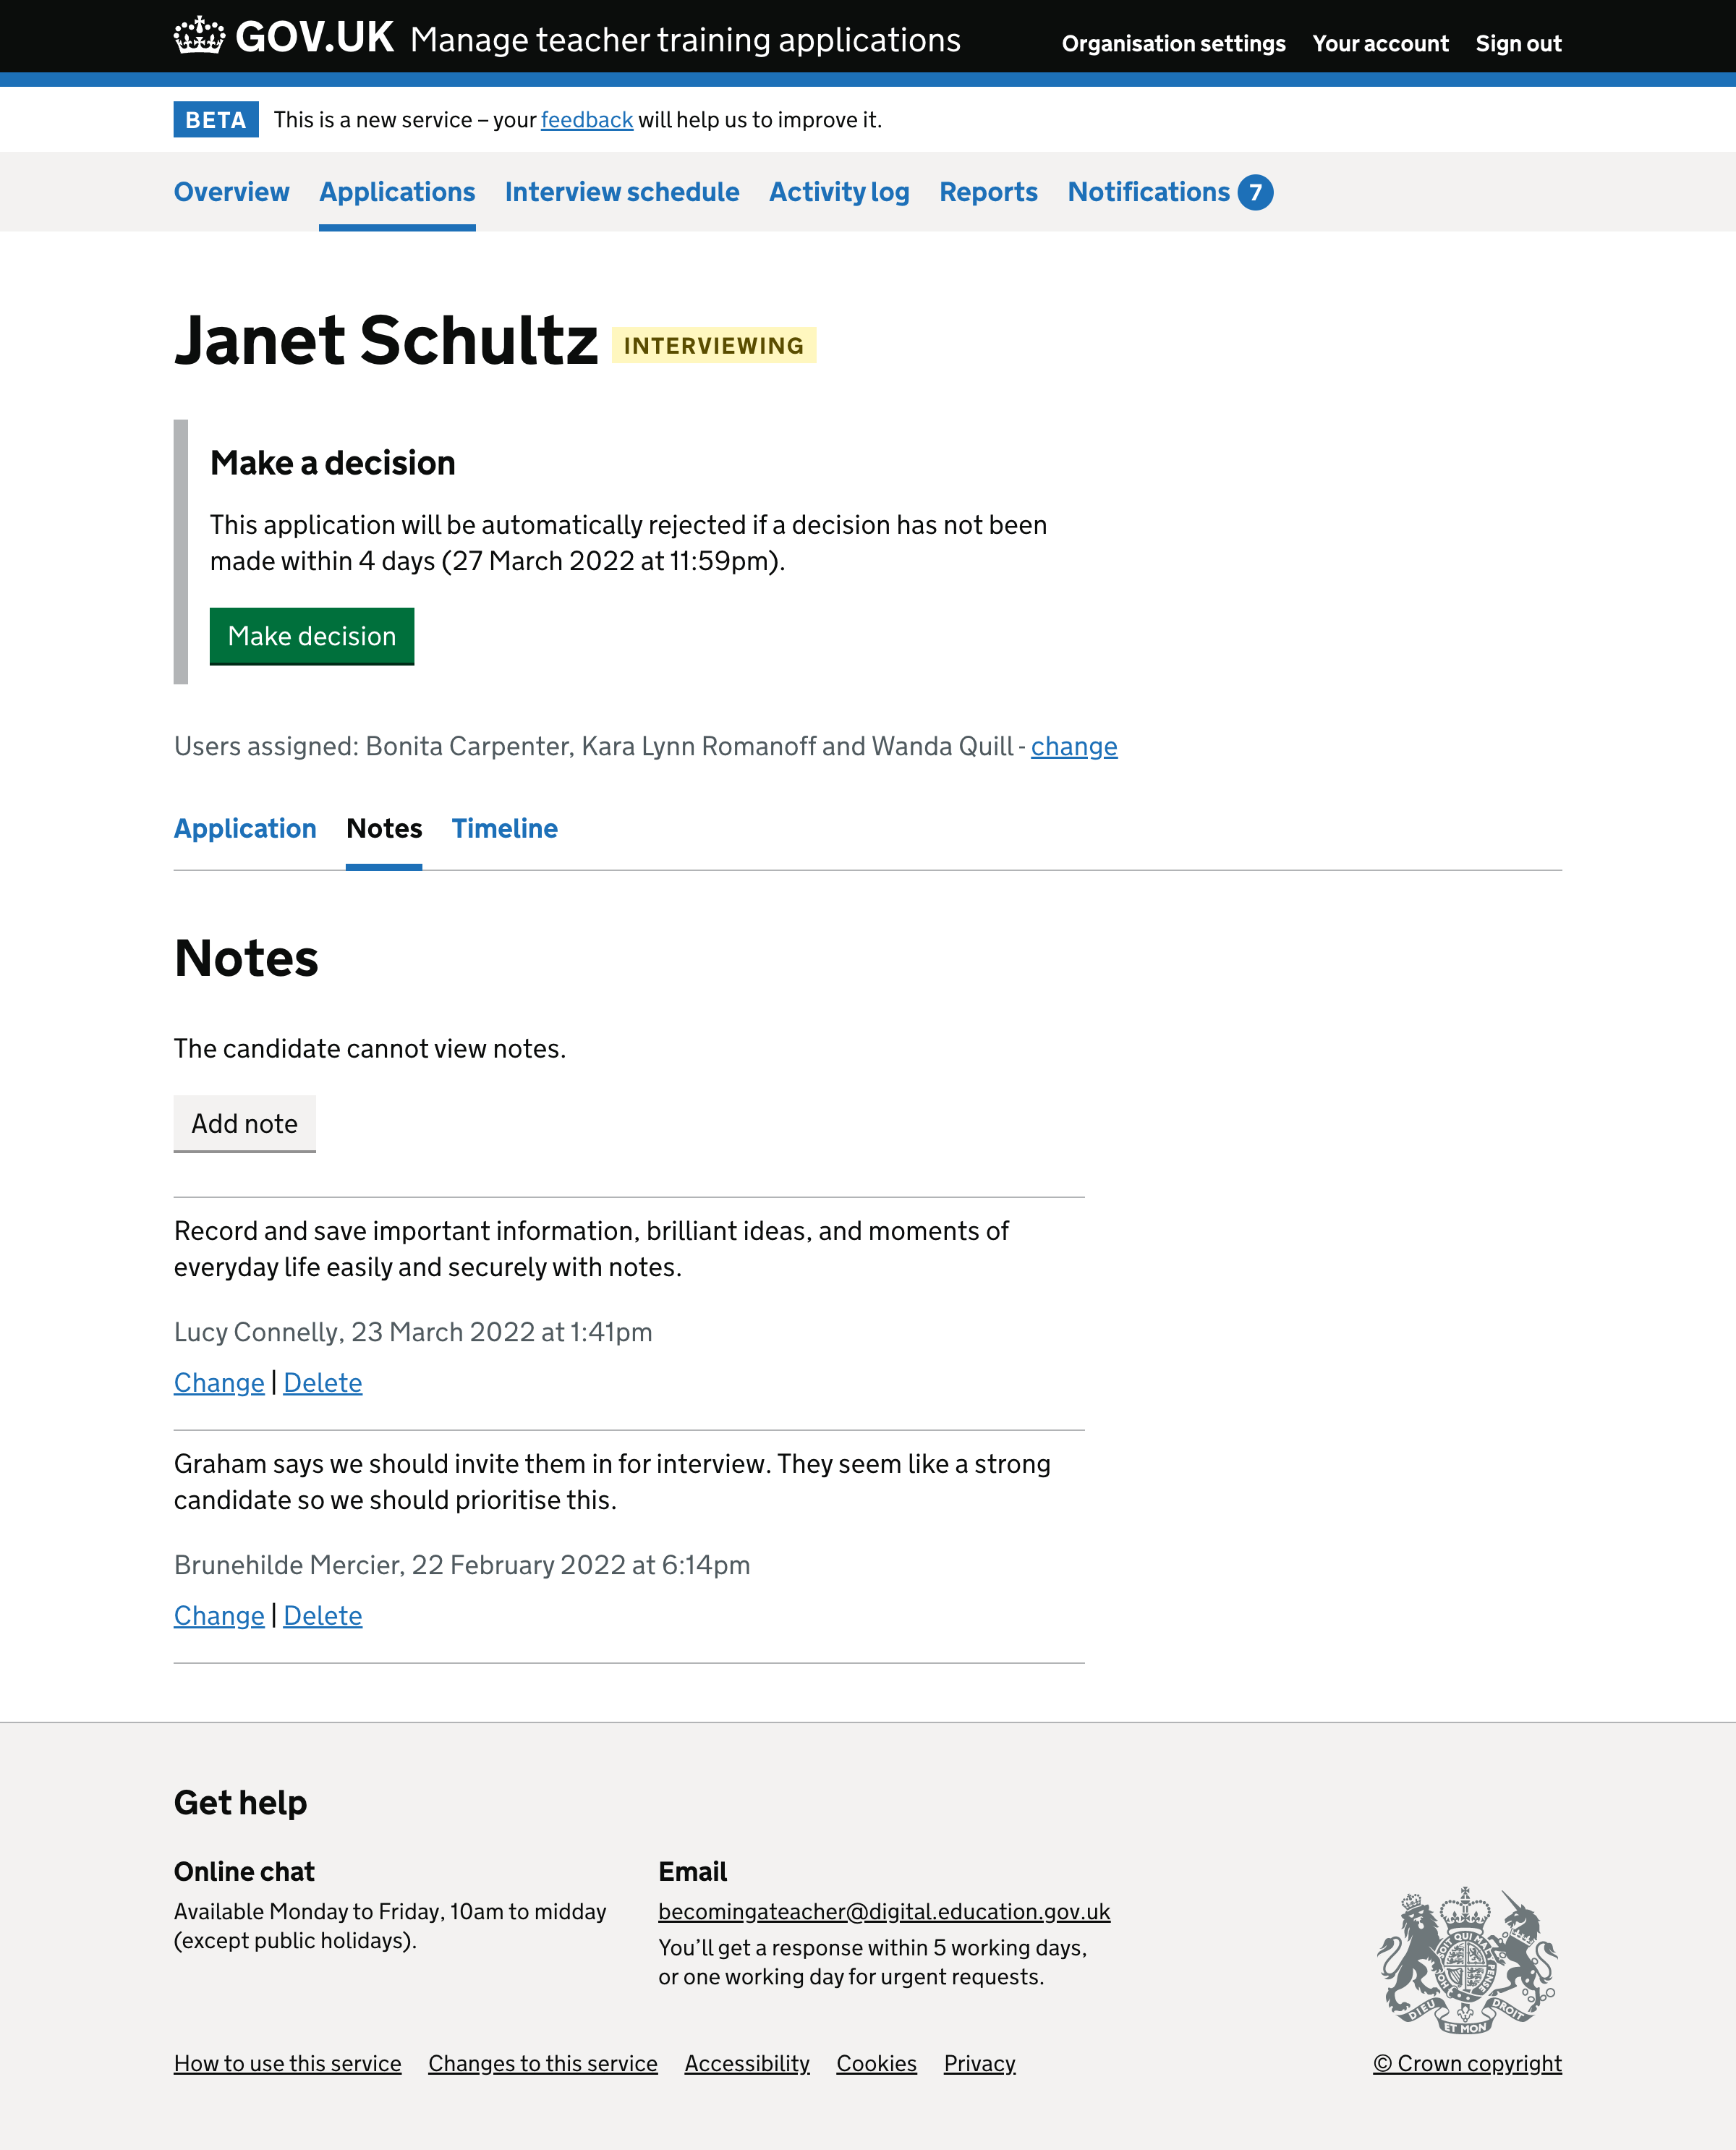 GOV.UK Manage teacher training applications Organisation settings Your account Sign out
BETA This is a new service – your feedback will help us to improve it.
Overview Applications Interview schedule Activity log Reports Notifications 7
Janet Schultz INTERVIEWING
Make a decision
This application will be automatically rejected if a decision has not been
made within 4 days (27 March 2022 at 11:59pm).
Make decision
Users assigned: Bonita Carpenter, Kara Lynn Romanoff and Wanda Quill - change
Application Notes Timeline
Notes
The candidate cannot view notes.
Add note
Record and save important information, brilliant ideas, and moments of
everyday life easily and securely with notes.
Lucy Connelly, 23 March 2022 at 1:41pm
Change | Delete
Graham says we should invite them in for interview. They seem like a strong
candidate so we should prioritise this.
Brunehilde Mercier, 22 February 2022 at 6:14pm
Change | Delete
Get help
Online chat
Available Monday to Friday, 10am to midday
(except public holidays).
Email
becomingateacher@digital.education.gov.uk
You’ll get a response within 5 working days,
or one working day for urgent requests.
DIEU ET MON DROIT
How to use this service Changes to this service Accessibility Cookies Privacy
© Crown copyright